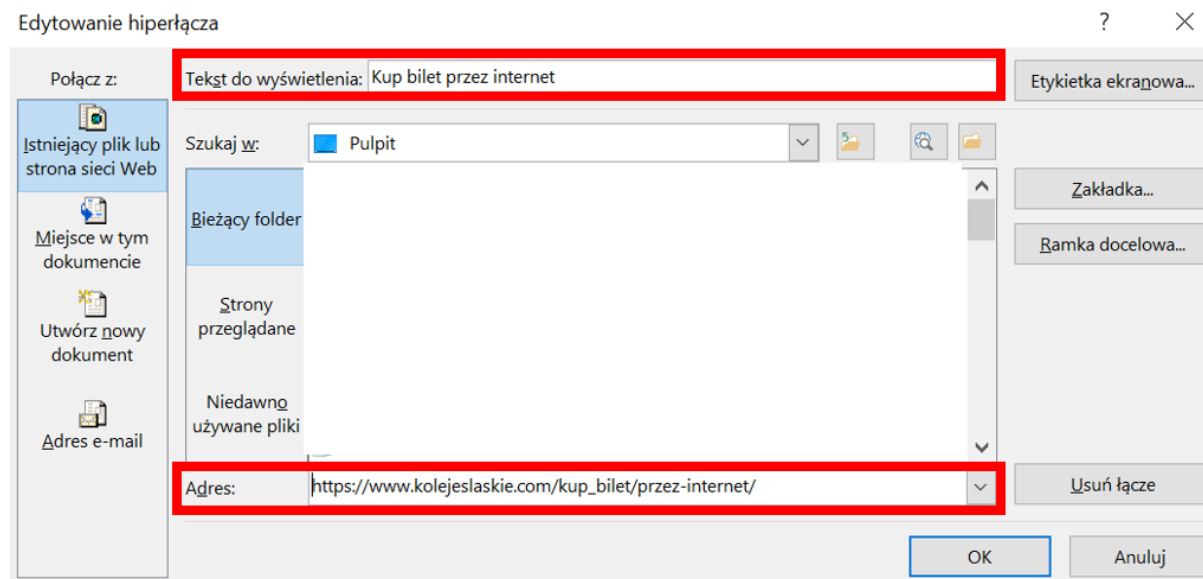 Edytowanie hiperłącza
?
Połącz z:
Tekst do wyświetlenia: Kup bilet przez internet
Etykietka ekranowa...
Istniejący plik lub
strona sieci Web
Szukaj w: Pulpit
Zakładka...
Bieżący folder
Miejsce w tym
dokumencie
Ramka docelowa...
Strony
przeglądane
Utwórz nowy
dokument
Niedawno
używane pliki
Adres e-mail
Adres: https://www.kolejeslaskie.com/kup_bilet/przez-internet/
Usuń łącze
OK
Anuluj